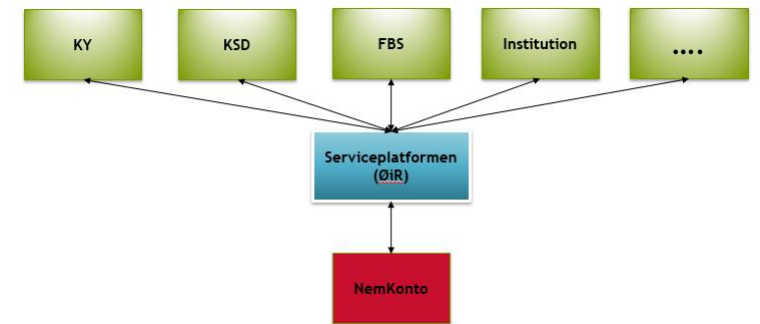 KY
KSD
FBS
Institution
....
Serviceplatformen
(ØiR)
NemKonto